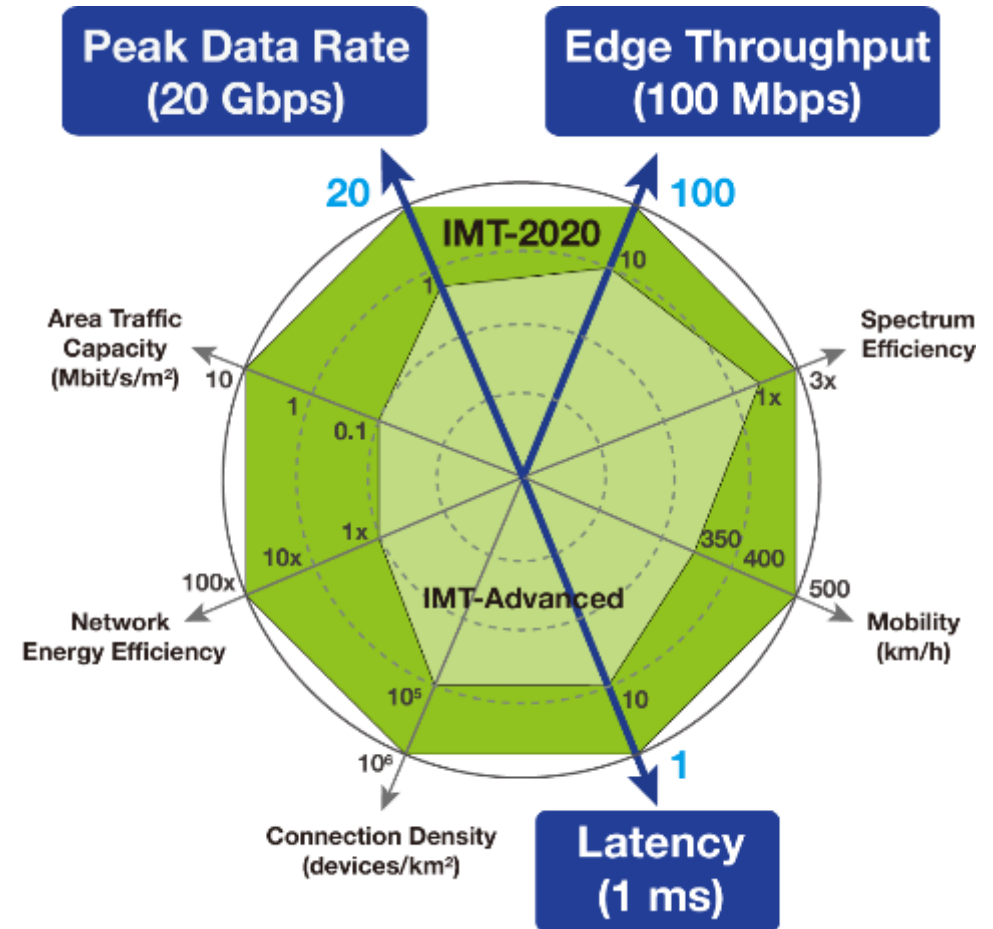 Peak Data Rate
(20 Gbps)
Edge Throughput
(100 Mbps)
20
100
IMT-2020
1
10
Area Traffic
Capacity
(Mbit/s/m²)
Spectrum
Efficiency
10
1
0.1
1x
3x
1x
10x
100x
350
400
500
Network
Energy Efficiency
IMT-Advanced
Mobility
(km/h)
10⁵
10
10⁶
1
Connection Density
(devices/km²)
Latency
(1 ms)